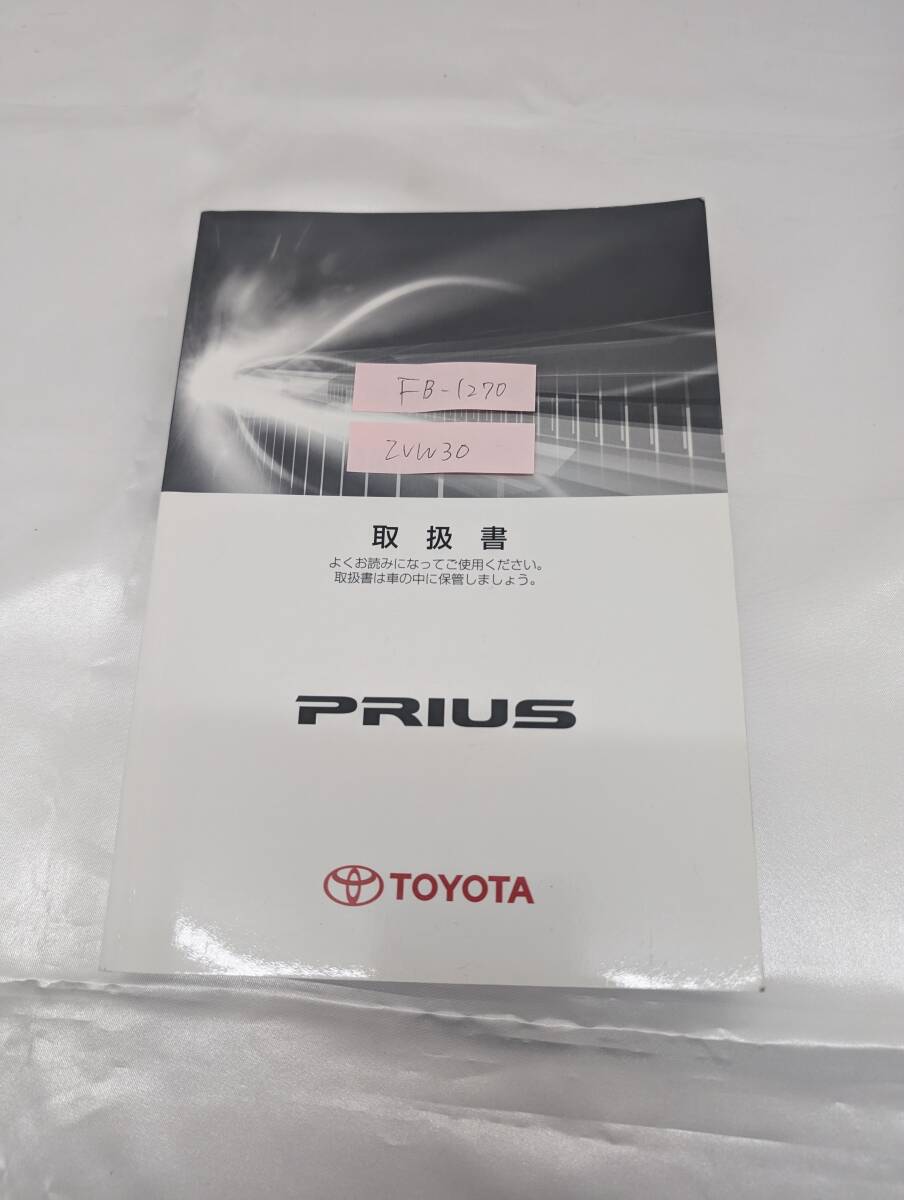 FB-1270
ZVW30
取扱書
よくお読みになってご使用ください。
取扱書は車の中に保管しましょう。
PRIUS
TOYOTA